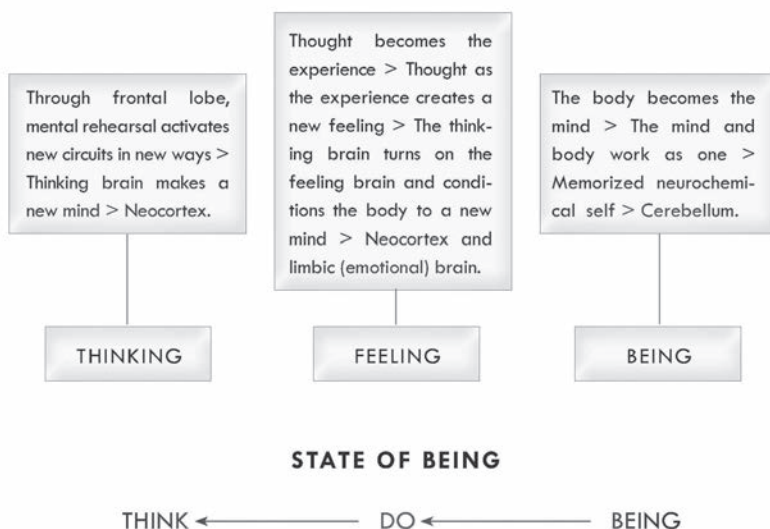 Through frontal lobe,
mental rehearsal activates
new circuits in new ways >
Thinking brain makes a
new mind > Neocortex.
Thought becomes the
experience > Thought as
the experience creates a
new feeling > The think-
ing brain turns on the
feeling brain and condi-
tions the body to a new
mind > Neocortex and
limbic (emotional) brain.
The body becomes the
mind > The mind and
body work as one >
Memorized neurochemi-
cal self > Cerebellum.
THINKING
FEELING
BEING
STATE OF BEING
THINK DO BEING